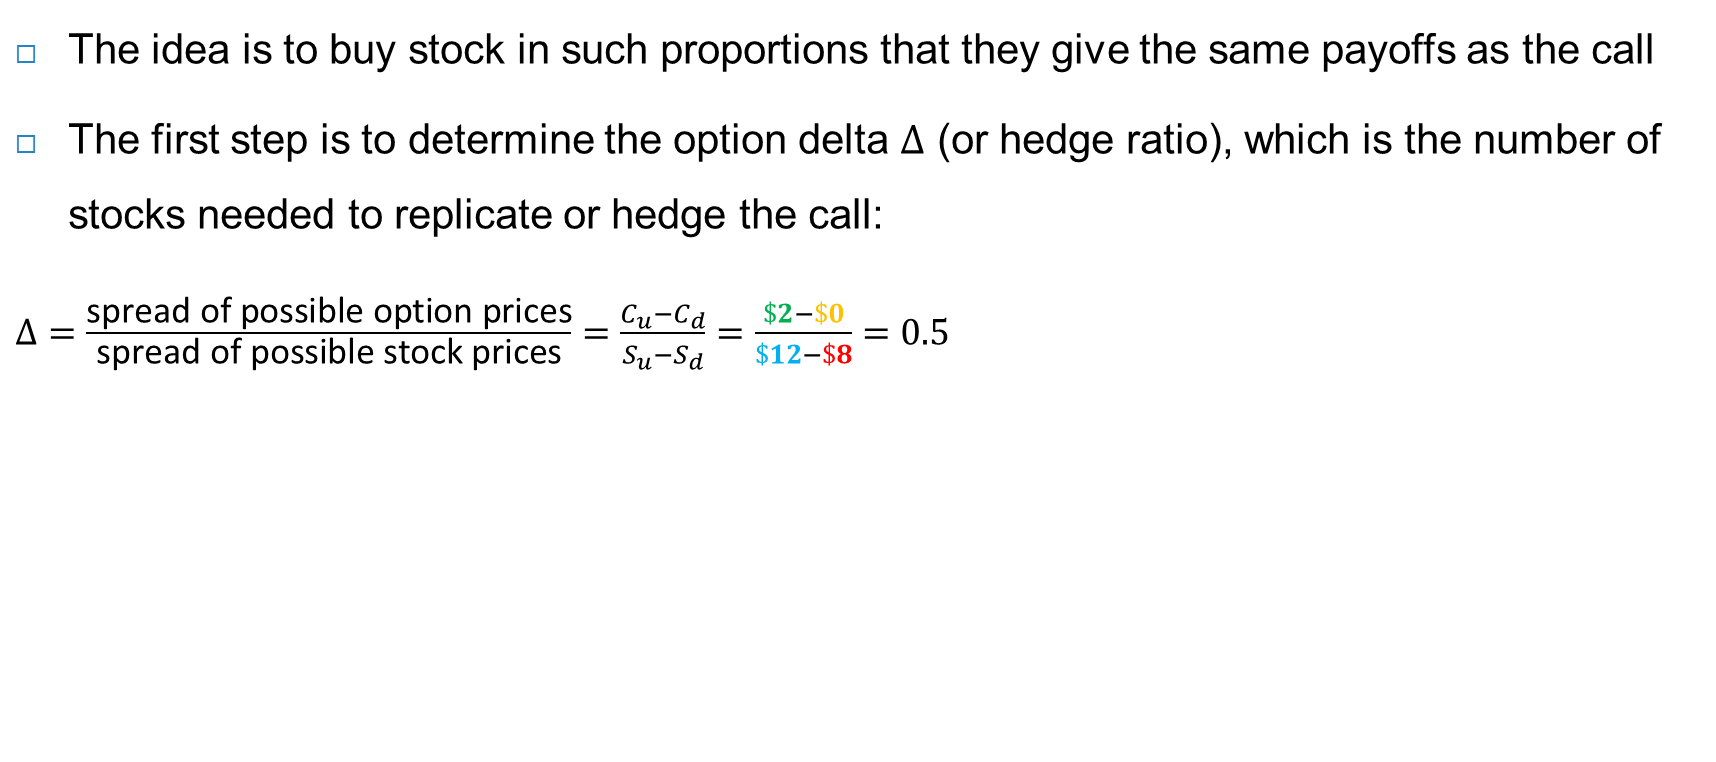 □ The idea is to buy stock in such proportions that they give the same payoffs as the call
□ The first step is to determine the option delta Δ (or hedge ratio), which is the number of
stocks needed to replicate or hedge the call:
Δ = spread of possible option prices / spread of possible stock prices = C_u−C_d / S_u−S_d = $2−$0 / $12−$8 = 0.5